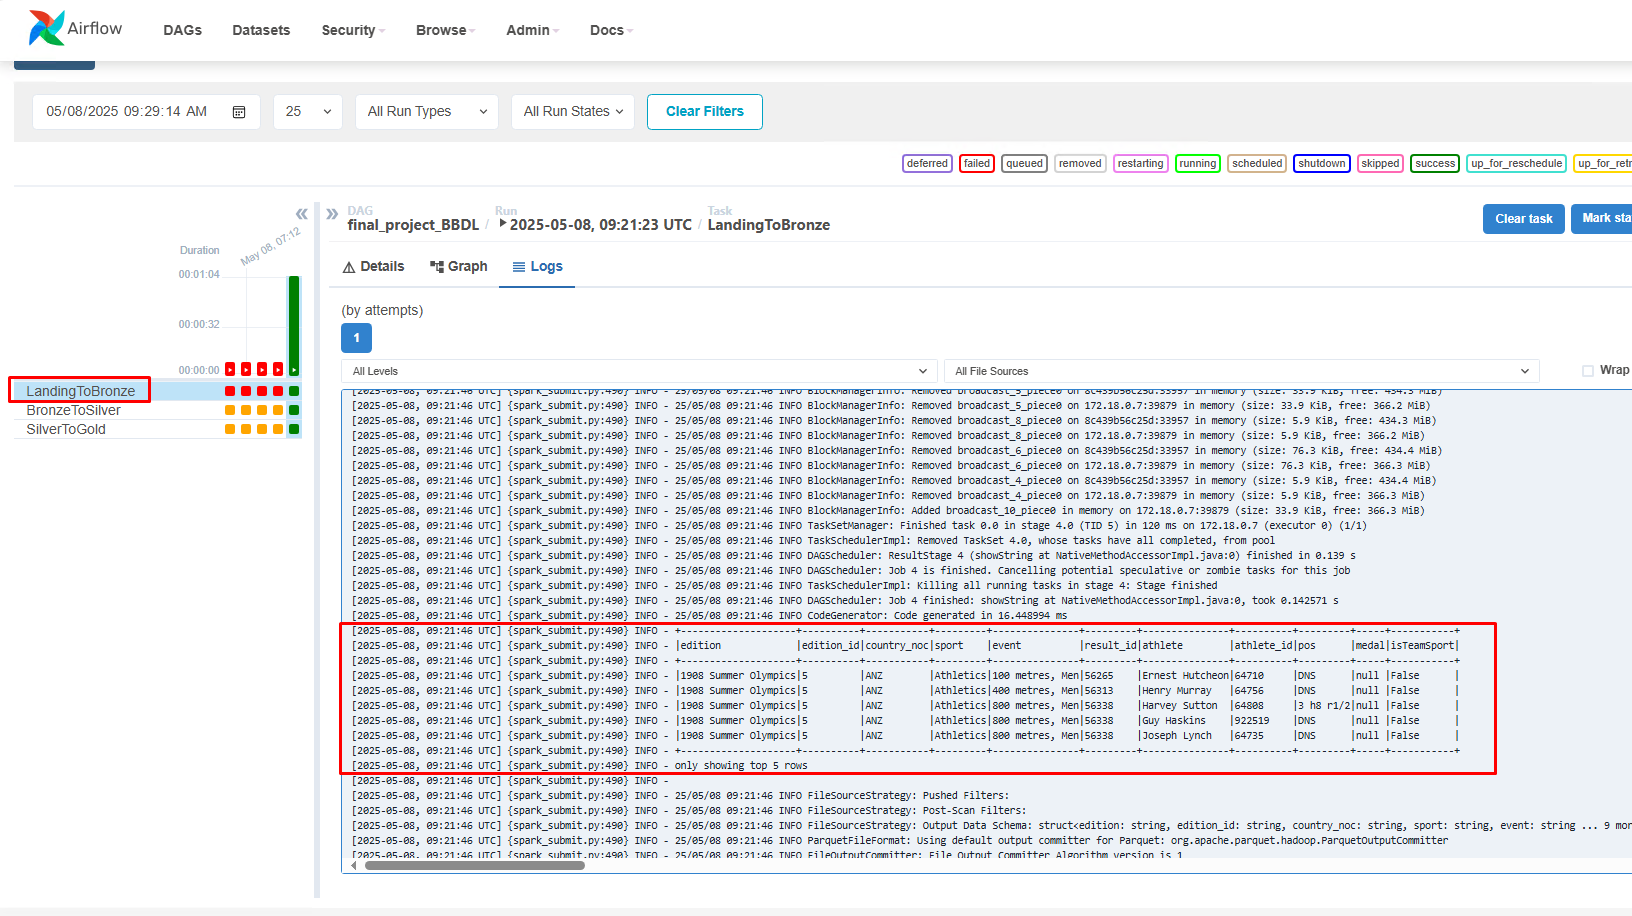 Airflow
DAGs Datasets Security Browse Admin Docs
05/08/2025 09:29:14 AM 25 All Run Types All Run States Clear Filters
deferred failed queued removed restarting running scheduled shutdown skipped success up_for_reschedule up_for_retr
DAG Run Task
final_project_BBDL / 2025-05-08, 09:21:23 UTC / LandingToBronze
Clear task Mark sta
May 08, 07:12
Duration
00:01:04
00:00:32
00:00:00
LandingToBronze
BronzeToSilver
SilverToGold
Details Graph Logs
(by attempts)
1
All Levels All File Sources Wrap
[2025-05-08, 09:21:46 UTC] {spark_submit.py:490} INFO - 25/05/08 09:21:46 INFO BlockManagerInfo: Removed broadcast_5_piece0 on 8c439b56c25d:33957 in memory (size: 33.9 KiB, free: 434.3 MiB)
[2025-05-08, 09:21:46 UTC] {spark_submit.py:490} INFO - 25/05/08 09:21:46 INFO BlockManagerInfo: Removed broadcast_5_piece0 on 172.18.0.7:39879 in memory (size: 33.9 KiB, free: 366.2 MiB)
[2025-05-08, 09:21:46 UTC] {spark_submit.py:490} INFO - 25/05/08 09:21:46 INFO BlockManagerInfo: Removed broadcast_8_piece0 on 8c439b56c25d:33957 in memory (size: 5.9 KiB, free: 434.3 MiB)
[2025-05-08, 09:21:46 UTC] {spark_submit.py:490} INFO - 25/05/08 09:21:46 INFO BlockManagerInfo: Removed broadcast_8_piece0 on 172.18.0.7:39879 in memory (size: 5.9 KiB, free: 366.2 MiB)
[2025-05-08, 09:21:46 UTC] {spark_submit.py:490} INFO - 25/05/08 09:21:46 INFO BlockManagerInfo: Removed broadcast_6_piece0 on 8c439b56c25d:33957 in memory (size: 76.3 KiB, free: 434.4 MiB)
[2025-05-08, 09:21:46 UTC] {spark_submit.py:490} INFO - 25/05/08 09:21:46 INFO BlockManagerInfo: Removed broadcast_6_piece0 on 172.18.0.7:39879 in memory (size: 76.3 KiB, free: 366.3 MiB)
[2025-05-08, 09:21:46 UTC] {spark_submit.py:490} INFO - 25/05/08 09:21:46 INFO BlockManagerInfo: Removed broadcast_4_piece0 on 8c439b56c25d:33957 in memory (size: 5.9 KiB, free: 434.4 MiB)
[2025-05-08, 09:21:46 UTC] {spark_submit.py:490} INFO - 25/05/08 09:21:46 INFO BlockManagerInfo: Removed broadcast_4_piece0 on 172.18.0.7:39879 in memory (size: 5.9 KiB, free: 366.3 MiB)
[2025-05-08, 09:21:46 UTC] {spark_submit.py:490} INFO - 25/05/08 09:21:46 INFO BlockManagerInfo: Added broadcast_10_piece0 in memory on 172.18.0.7:39879 (size: 33.9 KiB, free: 366.3 MiB)
[2025-05-08, 09:21:46 UTC] {spark_submit.py:490} INFO - 25/05/08 09:21:46 INFO TaskSetManager: Finished task 0.0 in stage 4.0 (TID 5) in 120 ms on 172.18.0.7 (executor 0) (1/1)
[2025-05-08, 09:21:46 UTC] {spark_submit.py:490} INFO - 25/05/08 09:21:46 INFO TaskSchedulerImpl: Removed TaskSet 4.0, whose tasks have all completed, from pool
[2025-05-08, 09:21:46 UTC] {spark_submit.py:490} INFO - 25/05/08 09:21:46 INFO DAGScheduler: ResultStage 4 (showString at NativeMethodAccessorImpl.java:0) finished in 0.139 s
[2025-05-08, 09:21:46 UTC] {spark_submit.py:490} INFO - 25/05/08 09:21:46 INFO DAGScheduler: Job 4 is finished. Cancelling potential speculative or zombie tasks for this job
[2025-05-08, 09:21:46 UTC] {spark_submit.py:490} INFO - 25/05/08 09:21:46 INFO TaskSchedulerImpl: Killing all running tasks in stage 4: Stage finished
[2025-05-08, 09:21:46 UTC] {spark_submit.py:490} INFO - 25/05/08 09:21:46 INFO DAGScheduler: Job 4 finished: showString at NativeMethodAccessorImpl.java:0, took 0.142571 s
[2025-05-08, 09:21:46 UTC] {spark_submit.py:490} INFO - 25/05/08 09:21:46 INFO CodeGenerator: Code generated in 16.448994 ms
[2025-05-08, 09:21:46 UTC] {spark_submit.py:490} INFO - +--------------------+----------+-----------+----------+---------------+---------+---------------+----------+---------+-----+-----------+
[2025-05-08, 09:21:46 UTC] {spark_submit.py:490} INFO - |edition |edition_id|country_noc|sport |event |result_id|athlete |athlete_id|pos |medal|isTeamSport|
[2025-05-08, 09:21:46 UTC] {spark_submit.py:490} INFO - +--------------------+----------+-----------+----------+---------------+---------+---------------+----------+---------+-----+-----------+
[2025-05-08, 09:21:46 UTC] {spark_submit.py:490} INFO - |1908 Summer Olympics|5 |ANZ |Athletics|100 metres, Men|56265 |Ernest Hutcheon|64710 |DNS |null |False |
[2025-05-08, 09:21:46 UTC] {spark_submit.py:490} INFO - |1908 Summer Olympics|5 |ANZ |Athletics|400 metres, Men|56313 |Henry Murray |64756 |DNS |null |False |
[2025-05-08, 09:21:46 UTC] {spark_submit.py:490} INFO - |1908 Summer Olympics|5 |ANZ |Athletics|800 metres, Men|56338 |Harvey Sutton |64808 |3 h8 r1/2|null |False |
[2025-05-08, 09:21:46 UTC] {spark_submit.py:490} INFO - |1908 Summer Olympics|5 |ANZ |Athletics|800 metres, Men|56338 |Guy Haskins |922519 |DNS |null |False |
[2025-05-08, 09:21:46 UTC] {spark_submit.py:490} INFO - |1908 Summer Olympics|5 |ANZ |Athletics|800 metres, Men|56338 |Joseph Lynch |64735 |DNS |null |False |
[2025-05-08, 09:21:46 UTC] {spark_submit.py:490} INFO - +--------------------+----------+-----------+----------+---------------+---------+---------------+----------+---------+-----+-----------+
[2025-05-08, 09:21:46 UTC] {spark_submit.py:490} INFO - only showing top 5 rows
[2025-05-08, 09:21:46 UTC] {spark_submit.py:490} INFO -
[2025-05-08, 09:21:46 UTC] {spark_submit.py:490} INFO - 25/05/08 09:21:46 INFO FileSourceStrategy: Pushed Filters:
[2025-05-08, 09:21:46 UTC] {spark_submit.py:490} INFO - 25/05/08 09:21:46 INFO FileSourceStrategy: Post-Scan Filters:
[2025-05-08, 09:21:46 UTC] {spark_submit.py:490} INFO - 25/05/08 09:21:46 INFO FileSourceStrategy: Output Data Schema: struct<edition: string, edition_id: string, country_noc: string, sport: string, event: string ... 9 mor
[2025-05-08, 09:21:46 UTC] {spark_submit.py:490} INFO - 25/05/08 09:21:46 INFO ParquetFileFormat: Using default output committer for Parquet: org.apache.parquet.hadoop.ParquetOutputCommitter
[2025-05-08, 09:21:46 UTC] {spark_submit.py:490} INFO - 25/05/08 09:21:46 INFO FileOutputCommitter: File Output Committer Algorithm version is 1